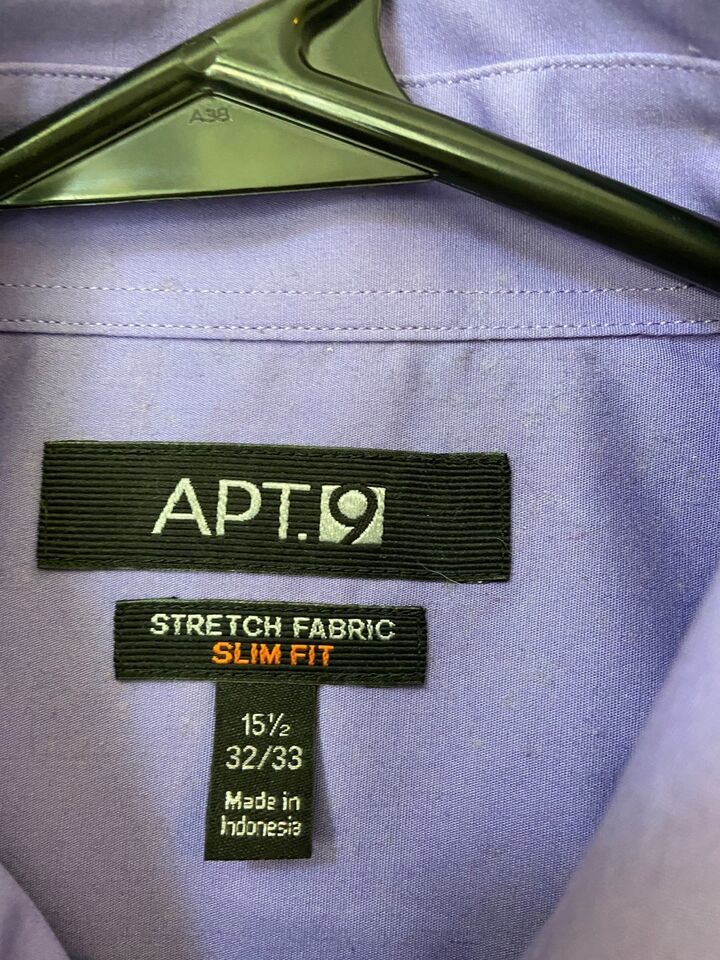 A38
APT.9
STRETCH FABRIC
SLIM FIT
15½
32/33
Made in
Indonesia